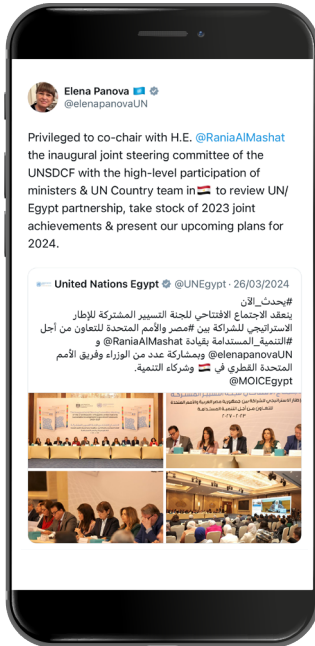 Elena Panova
@elenapanovaUN
Privileged to co-chair with H.E. @RaniaAlMashat
the inaugural joint steering committee of the
UNSDCF with the high-level participation of
ministers & UN Country team in🇪🇬 to review UN/
Egypt partnership, take stock of 2023 joint
achievements & present our upcoming plans for
2024.
United Nations Egypt @UNEgypt · 26/03/2024
#يحدث_الآن
ينعقد الاجتماع الافتتاحي للجنة التسيير المشتركة للإطار
الاستراتيجي للشراكة بين #مصر والأمم المتحدة للتعاون من أجل
#التنمية_المستدامة بقيادة @RaniaAlMashat و
@elenapanovaUN وبمشاركة عدد من الوزراء وفريق الأمم
المتحدة القطري في 🇪🇬 وشركاء التنمية.
@MOICEgypt
٢٠٢٣-٢٠٢٧